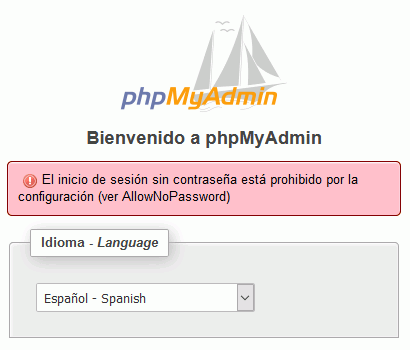 phpMyAdmin
Bienvenido a phpMyAdmin
El inicio de sesión sin contraseña está prohibido por la
configuración (ver AllowNoPassword)
Idioma - Language
Español - Spanish